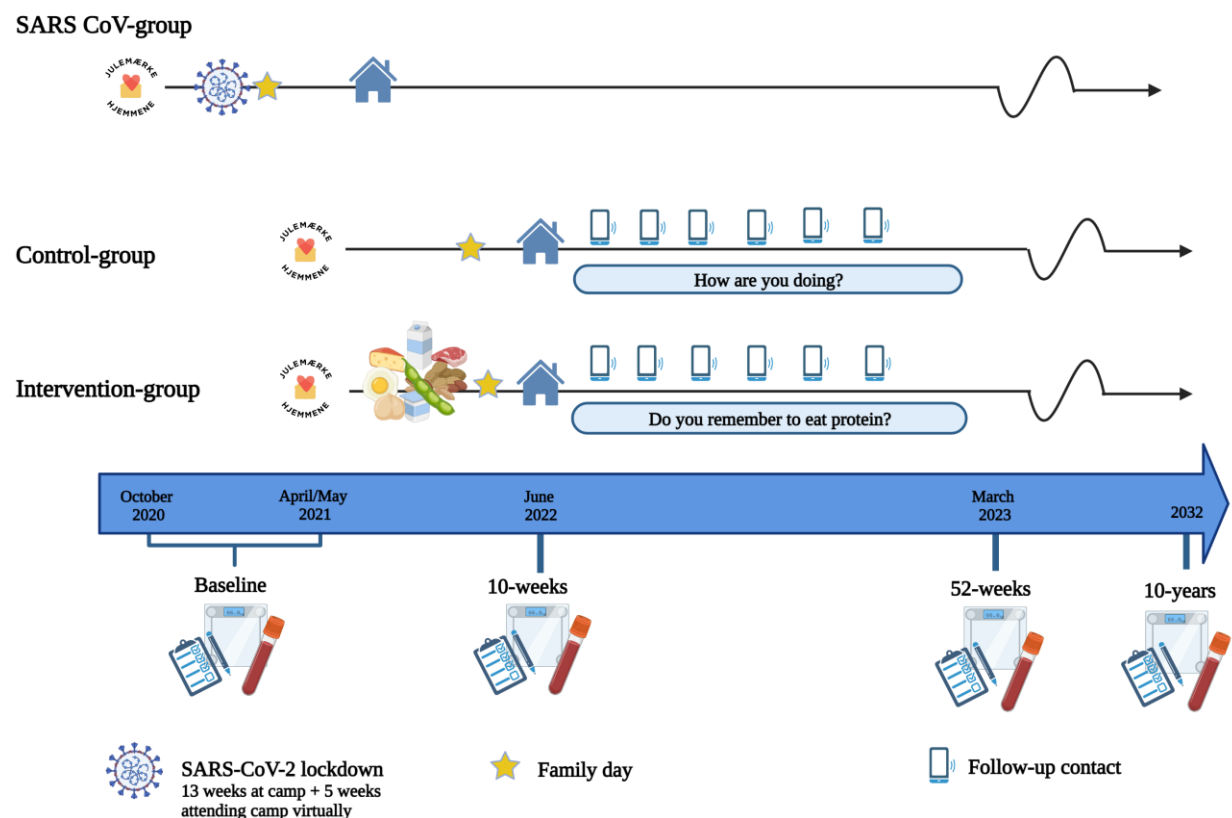 SARS CoV-group
JULEMÆRKE
HJEMMENE
Control-group
JULEMÆRKE
HJEMMENE
How are you doing?
Intervention-group
JULEMÆRKE
HJEMMENE
Do you remember to eat protein?
October
2020
April/May
2021
June
2022
March
2023
2032
Baseline
10-weeks
52-weeks
10-years
SARS-CoV-2 lockdown
13 weeks at camp + 5 weeks
attending camp virtually
Family day
Follow-up contact